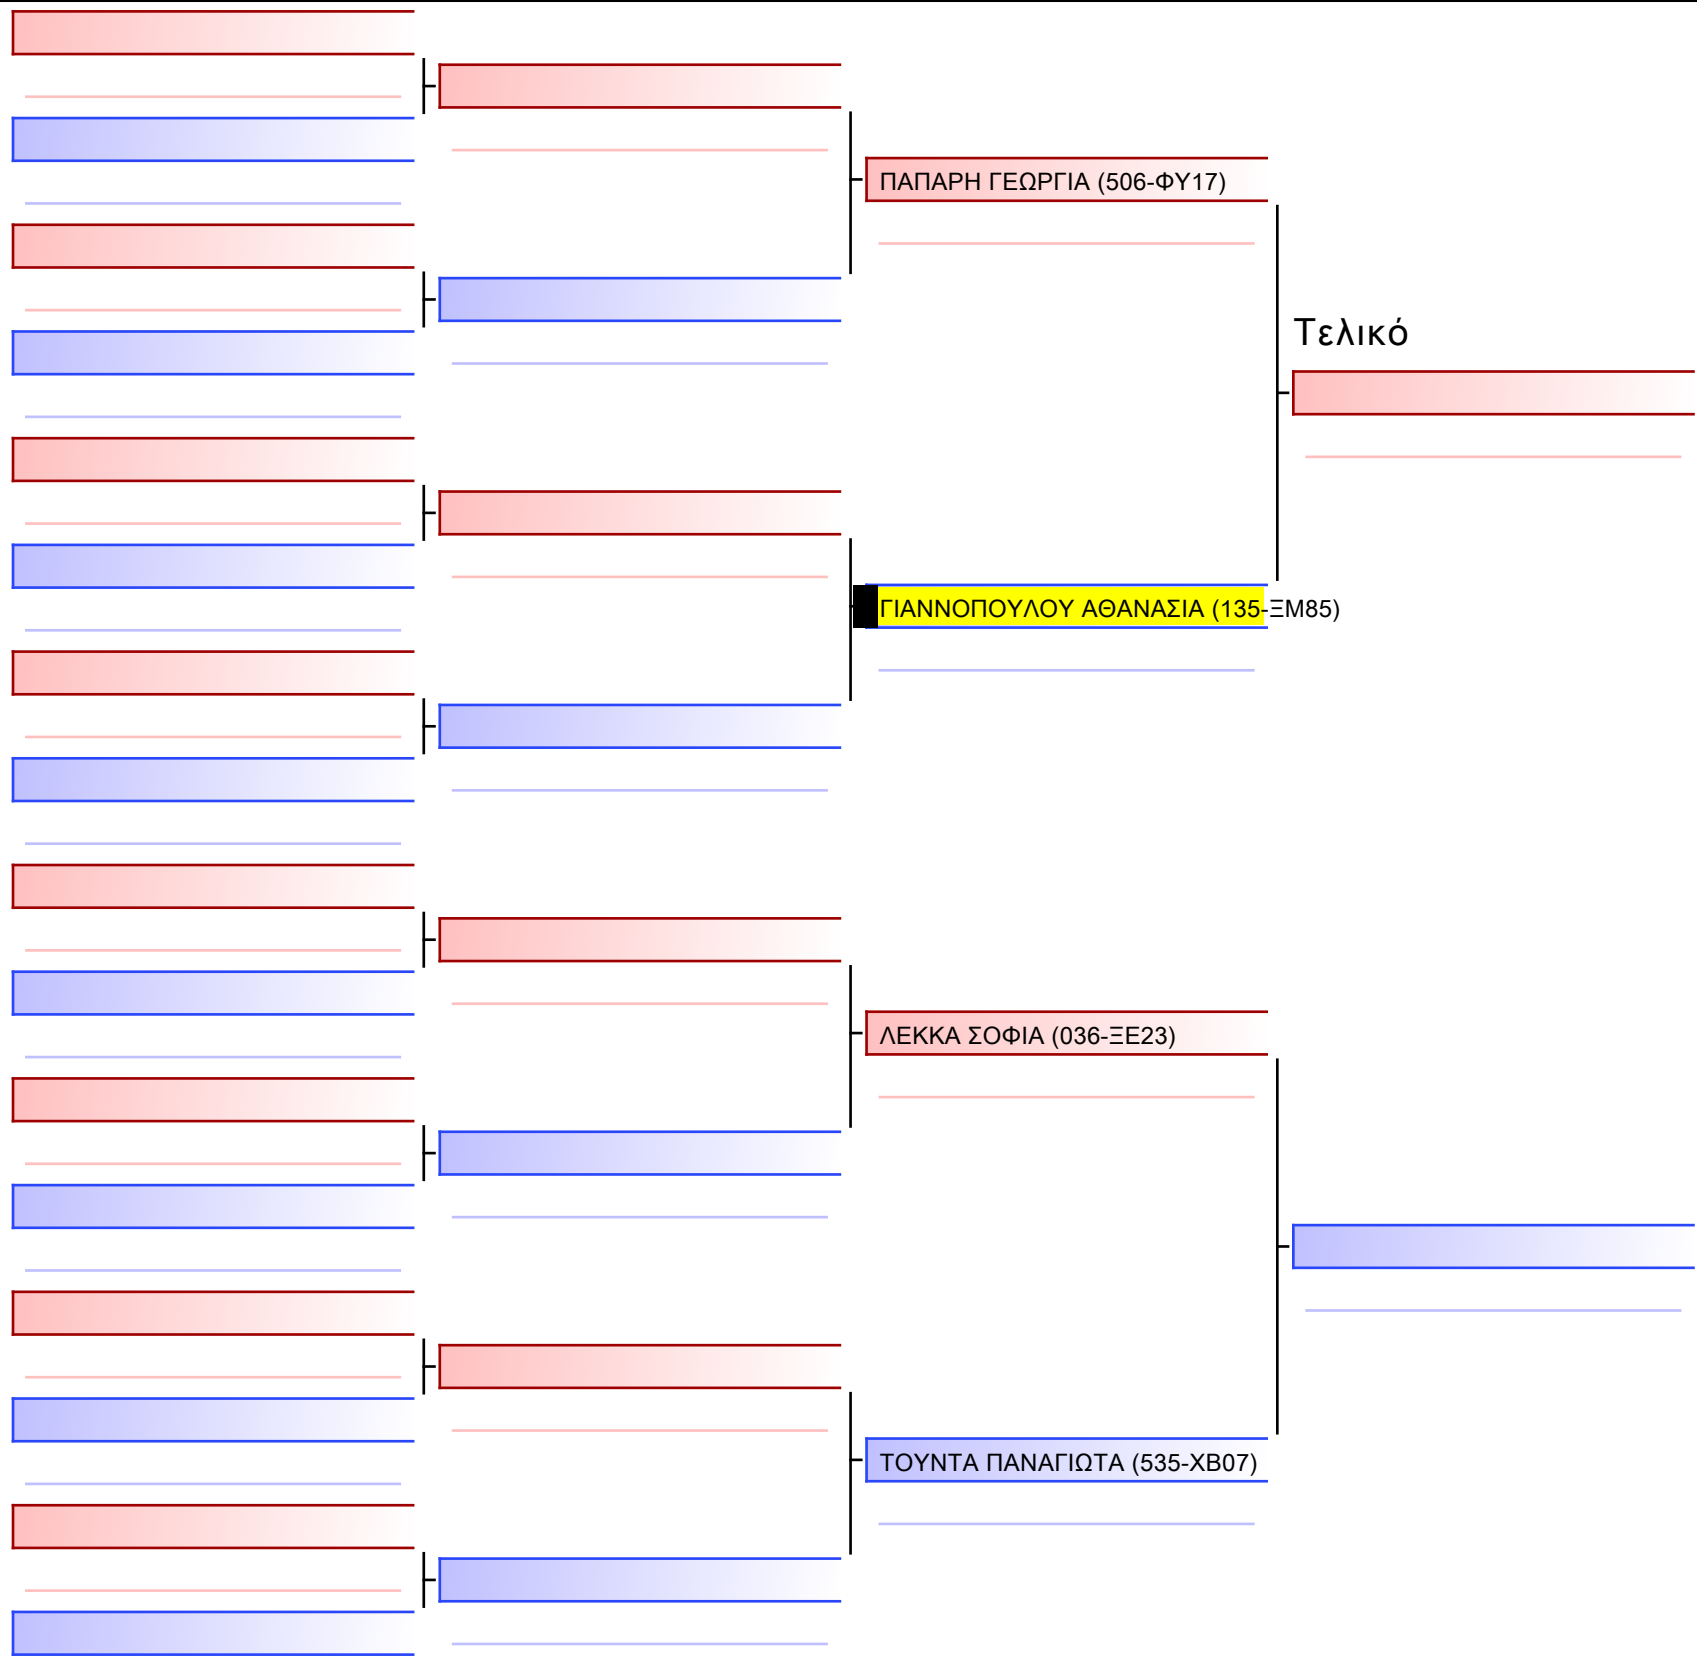 ΠΑΠΑΡΗ ΓΕΩΡΓΙΑ (506-ΦΥ17)
Τελικό
ΓΙΑΝΝΟΠΟΥΛΟΥ ΑΘΑΝΑΣΙΑ (135-ΞΜ85)
ΛΕΚΚΑ ΣΟΦΙΑ (036-ΞΕ23)
ΤΟΥΝΤΑ ΠΑΝΑΓΙΩΤΑ (535-ΧΒ07)